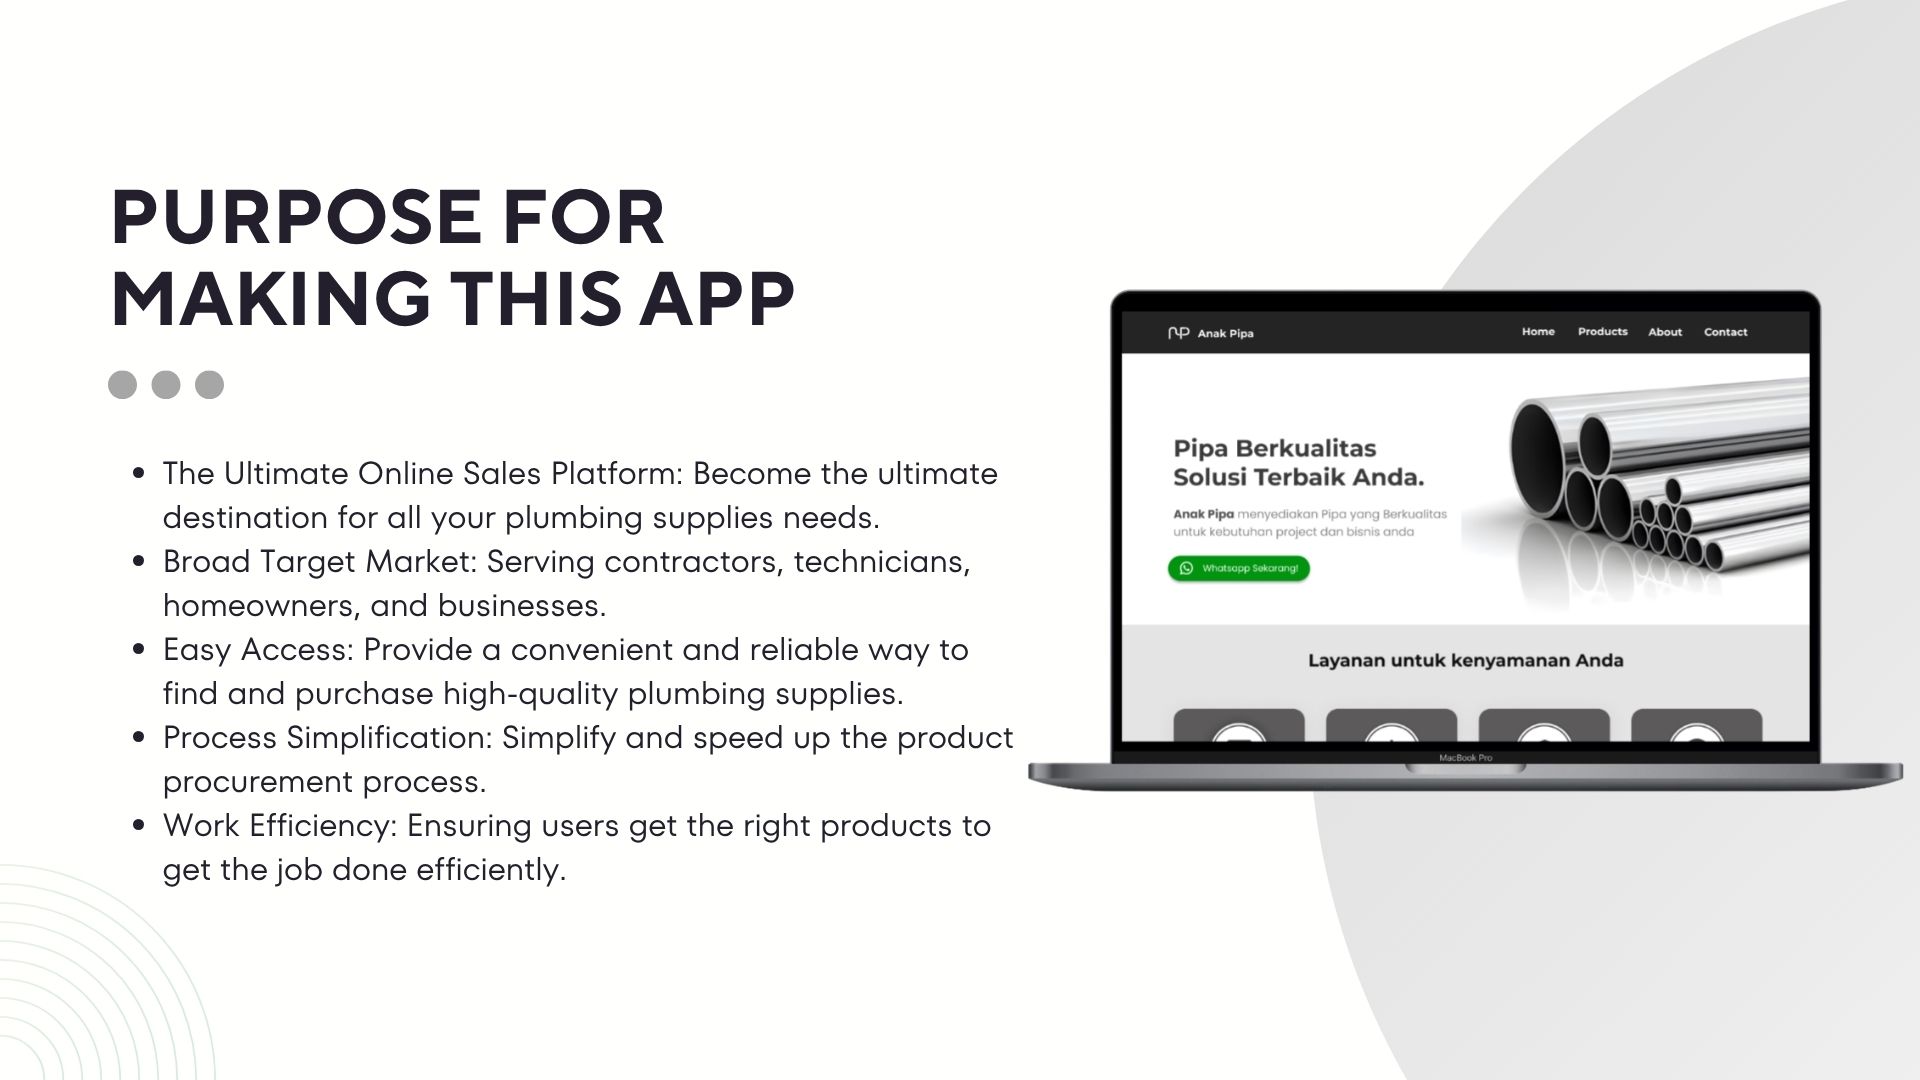 PURPOSE FOR
MAKING THIS APP
• The Ultimate Online Sales Platform: Become the ultimate
destination for all your plumbing supplies needs.
• Broad Target Market: Serving contractors, technicians,
homeowners, and businesses.
• Easy Access: Provide a convenient and reliable way to
find and purchase high-quality plumbing supplies.
• Process Simplification: Simplify and speed up the product
procurement process.
• Work Efficiency: Ensuring users get the right products to
get the job done efficiently.
AP Anak Pipa Home Products About Contact
Pipa Berkualitas
Solusi Terbaik Anda.
Anak Pipa menyediakan Pipa yang Berkualitas
untuk kebutuhan project dan bisnis anda
Whatsapp Sekarang!
Layanan untuk kenyamanan Anda
MacBook Pro